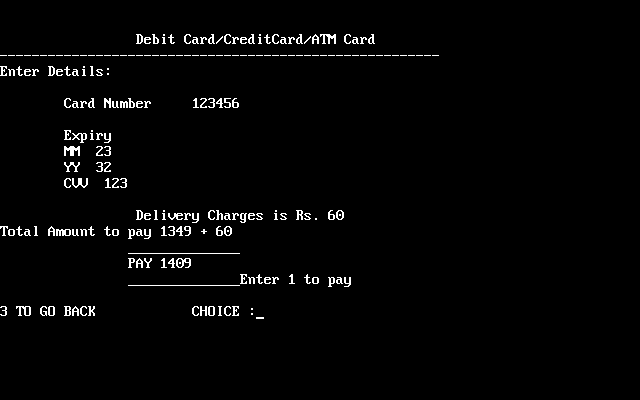 Debit Card/CreditCard/ATM Card
Enter Details:
Card Number 123456
Expiry
MM 23
YY 32
CVV 123
Delivery Charges is Rs. 60
Total Amount to pay 1349 + 60
PAY 1409
Enter 1 to pay
3 TO GO BACK CHOICE :_